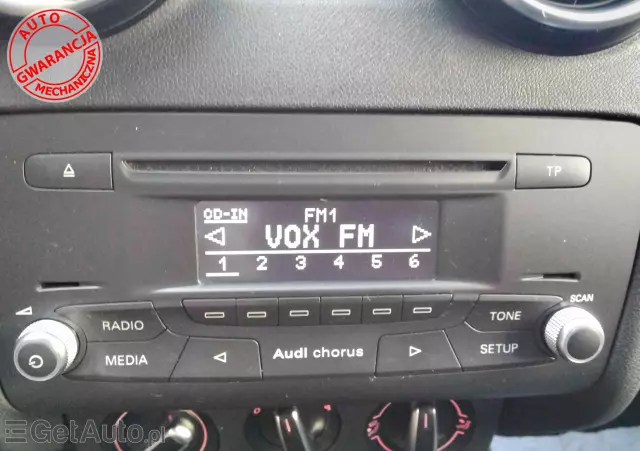 AUTO
GWARANCJA
MECHANICZNA
TP
CD-IN
FM1
VOX FM
1 2 3 4 5 6
SCAN
RADIO
TONE
MEDIA
Audi chorus
SETUP
GetAuto.pl